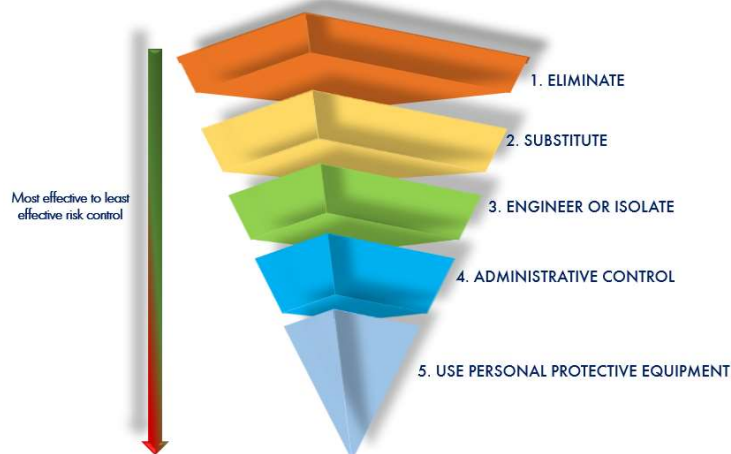 1. ELIMINATE
2. SUBSTITUTE
Most effective to least
effective risk control
3. ENGINEER OR ISOLATE
4. ADMINISTRATIVE CONTROL
5. USE PERSONAL PROTECTIVE EQUIPMENT